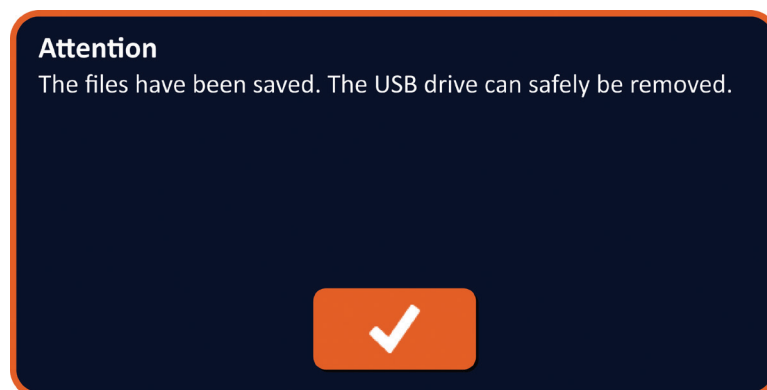 Attention
The files have been saved. The USB drive can safely be removed.